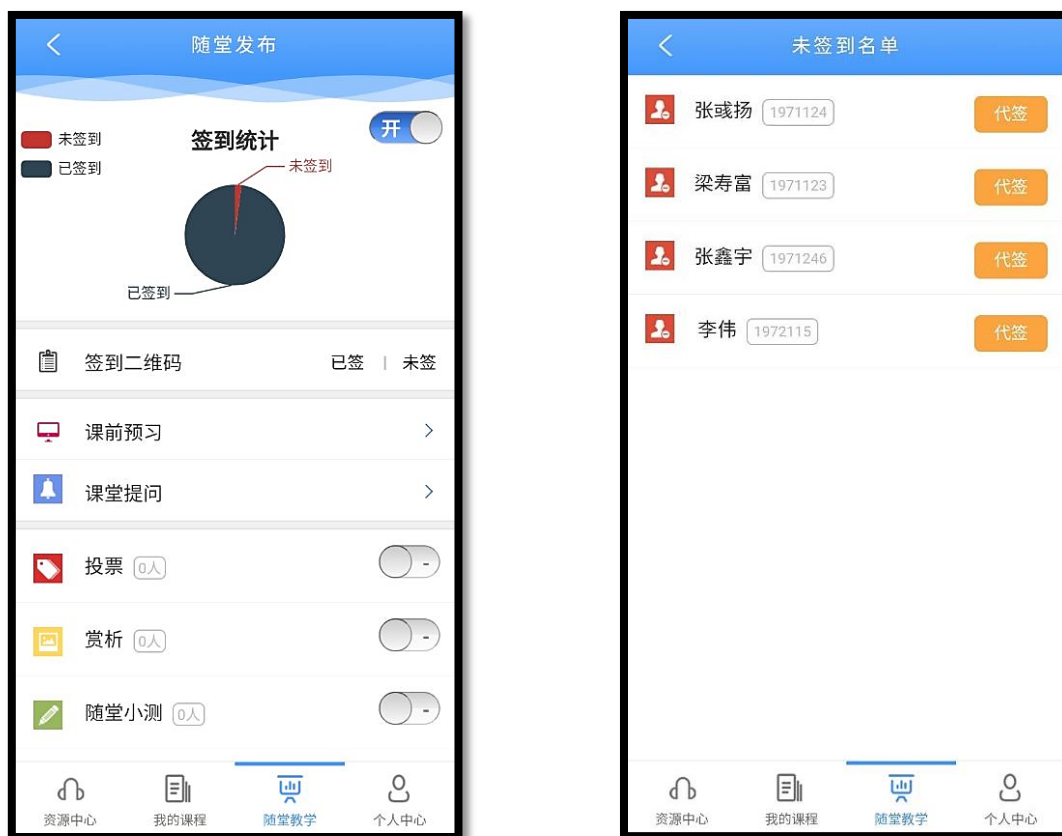 随堂发布
未签到
已签到
签到统计
开
未签到
已签到
签到二维码 已签 | 未签
课前预习
课堂提问
投票 0人
赏析 0人
随堂小测 0人
资源中心 我的课程 随堂教学 个人中心
未签到名单
张彧扬 1971124 代签
梁寿富 1971123 代签
张鑫宇 1971246 代签
李伟 1972115 代签
资源中心 我的课程 随堂教学 个人中心